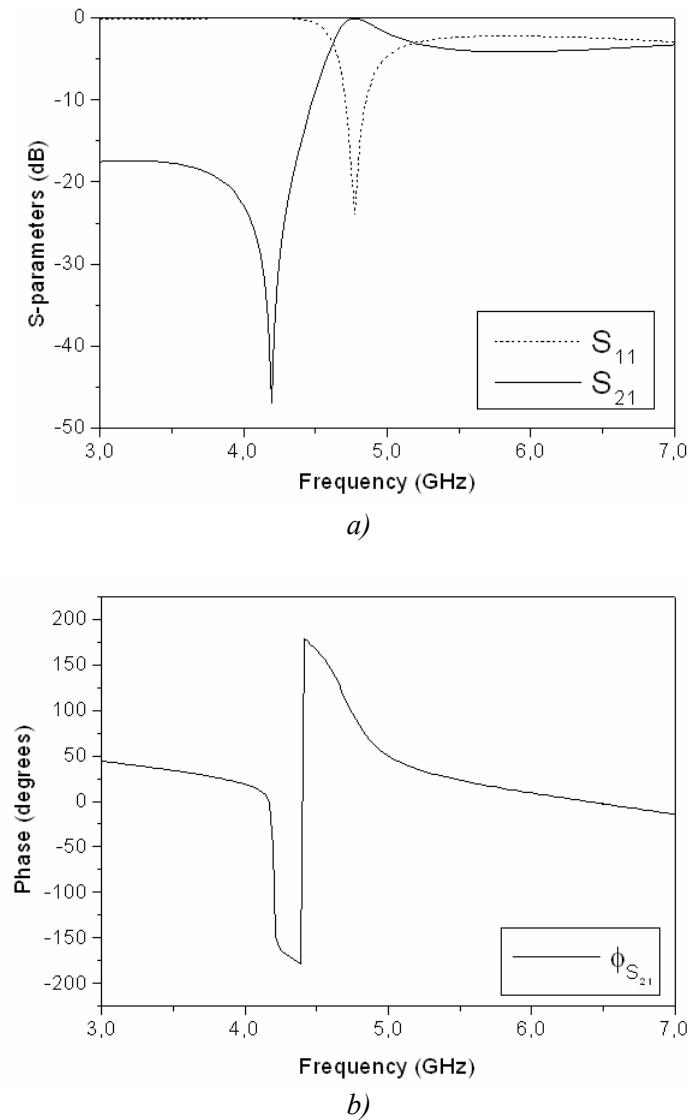 0
-10
-20
-30
-40
-50
S-parameters (dB)
S11
S21
3,0 4,0 5,0 6,0 7,0
Frequency (GHz)
a)
200
150
100
50
0
-50
-100
-150
-200
Phase (degrees)
ϕS21
3,0 4,0 5,0 6,0 7,0
Frequency (GHz)
b)